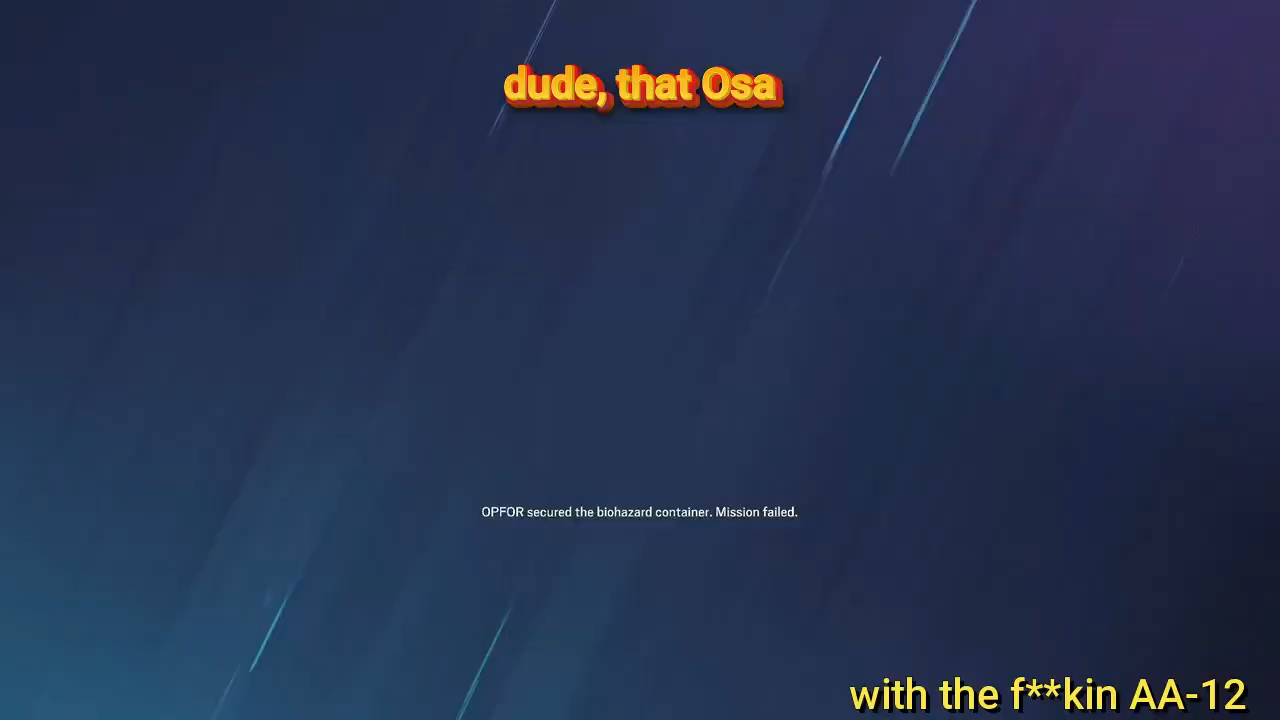 dude, that Osa
OPFOR secured the biohazard container. Mission failed.
with the f**kin AA-12